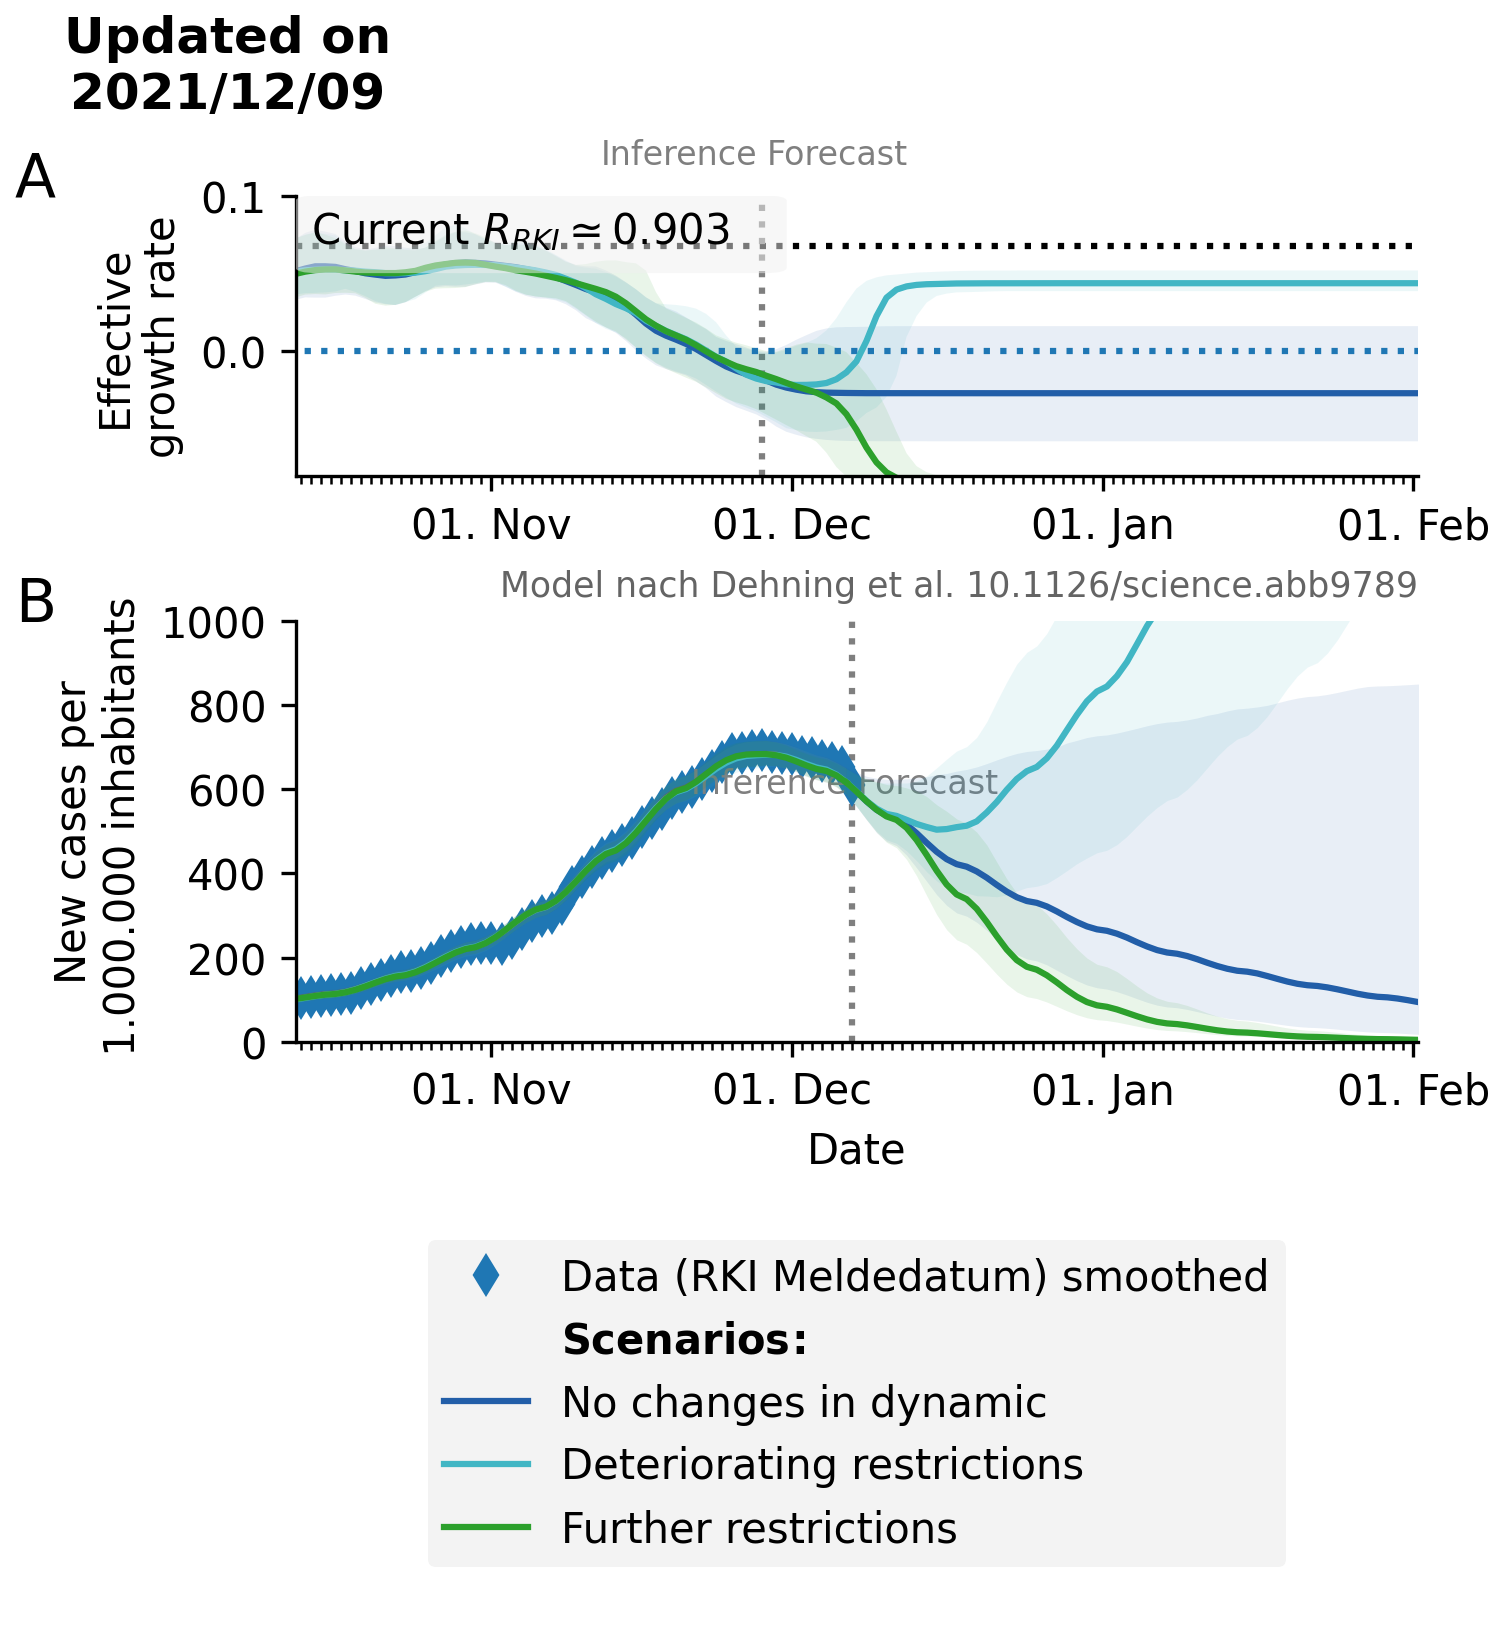 Updated on
2021/12/09
A
Inference Forecast
Effective
growth rate
0.1
0.0
Current R_RKI ≃ 0.903
01. Nov 01. Dec 01. Jan 01. Feb
B
Model nach Dehning et al. 10.1126/science.abb9789
New cases per
1.000.000 inhabitants
1000
800
600
400
200
0
Inference Forecast
01. Nov 01. Dec 01. Jan 01. Feb
Date
Data (RKI Meldedatum) smoothed
Scenarios:
No changes in dynamic
Deteriorating restrictions
Further restrictions